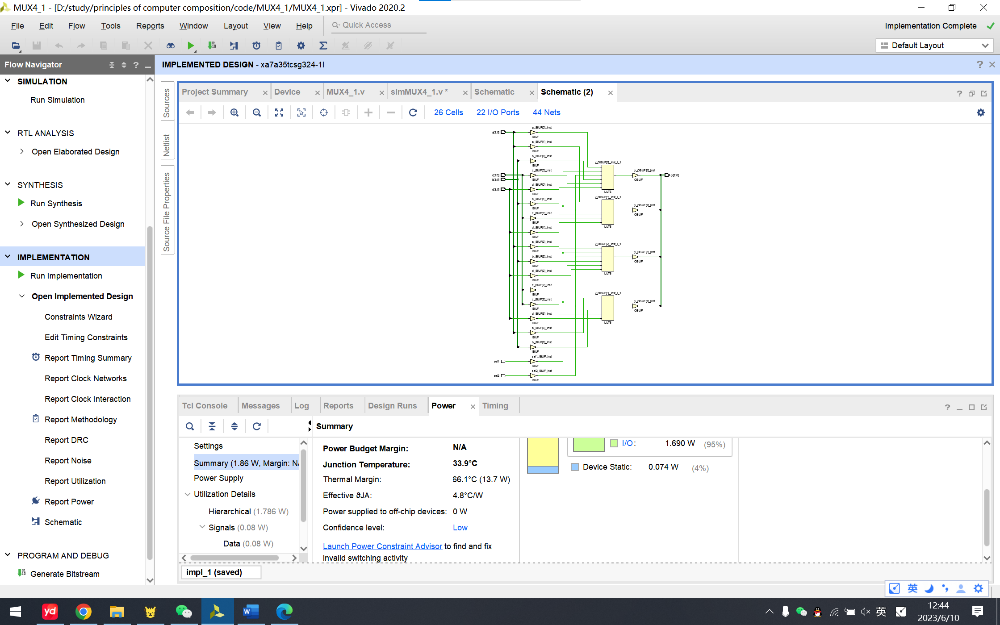 MUX4_1 - [D:/study/principles of computer composition/code/MUX4_1/MUX4_1.xpr] - Vivado 2020.2
File Edit Flow Tools Reports Window Layout View Help Quick Access
Implementation Complete
Default Layout
Flow Navigator
SIMULATION
Run Simulation
RTL ANALYSIS
Open Elaborated Design
SYNTHESIS
Run Synthesis
Open Synthesized Design
IMPLEMENTATION
Run Implementation
Open Implemented Design
Constraints Wizard
Edit Timing Constraints
Report Timing Summary
Report Clock Networks
Report Clock Interaction
Report Methodology
Report DRC
Report Noise
Report Utilization
Report Power
Schematic
PROGRAM AND DEBUG
Generate Bitstream
IMPLEMENTED DESIGN - xa7a35tcsg324-1I
Sources
Netlist
Source File Properties
Project Summary Device MUX4_1.v simMUX4_1.v * Schematic Schematic (2)
26 Cells 22 I/O Ports 44 Nets
a[3:0]
c[3:0]
b[3:0]
d[3:0]
sel1
sel2
a_IBUF[0]_inst
IBUF
a_IBUF[1]_inst
IBUF
b_IBUF[0]_inst
IBUF
c_IBUF[0]_inst
IBUF
d_IBUF[0]_inst
IBUF
b_IBUF[1]_inst
IBUF
c_IBUF[1]_inst
IBUF
d_IBUF[1]_inst
IBUF
a_IBUF[2]_inst
IBUF
b_IBUF[2]_inst
IBUF
d_IBUF[2]_inst
IBUF
c_IBUF[2]_inst
IBUF
c_IBUF[3]_inst
IBUF
d_IBUF[3]_inst
IBUF
a_IBUF[3]_inst
IBUF
b_IBUF[3]_inst
IBUF
sel1_IBUF_inst
IBUF
sel2_IBUF_inst
IBUF
y_OBUF[0]_inst_i_1
LUT6
y_OBUF[1]_inst_i_1
LUT6
y_OBUF[2]_inst_i_1
LUT6
y_OBUF[3]_inst_i_1
LUT6
y_OBUF[0]_inst
OBUF
y_OBUF[1]_inst
OBUF
y_OBUF[2]_inst
OBUF
y_OBUF[3]_inst
OBUF
y[3:0]
Tcl Console Messages Log Reports Design Runs Power Timing
Summary
Settings
Summary (1.86 W, Margin: N/
Power Supply
Utilization Details
Hierarchical (1.786 W)
Signals (0.08 W)
Data (0.08 W)
Power Budget Margin: N/A
Junction Temperature: 33.9°C
Thermal Margin: 66.1°C (13.7 W)
Effective ϑJA: 4.8°C/W
Power supplied to off-chip devices: 0 W
Confidence level: Low
Launch Power Constraint Advisor to find and fix
invalid switching activity
I/O: 1.690 W (95%)
Device Static: 0.074 W (4%)
impl_1 (saved)
英
yd
W
英
12:44
2023/6/10